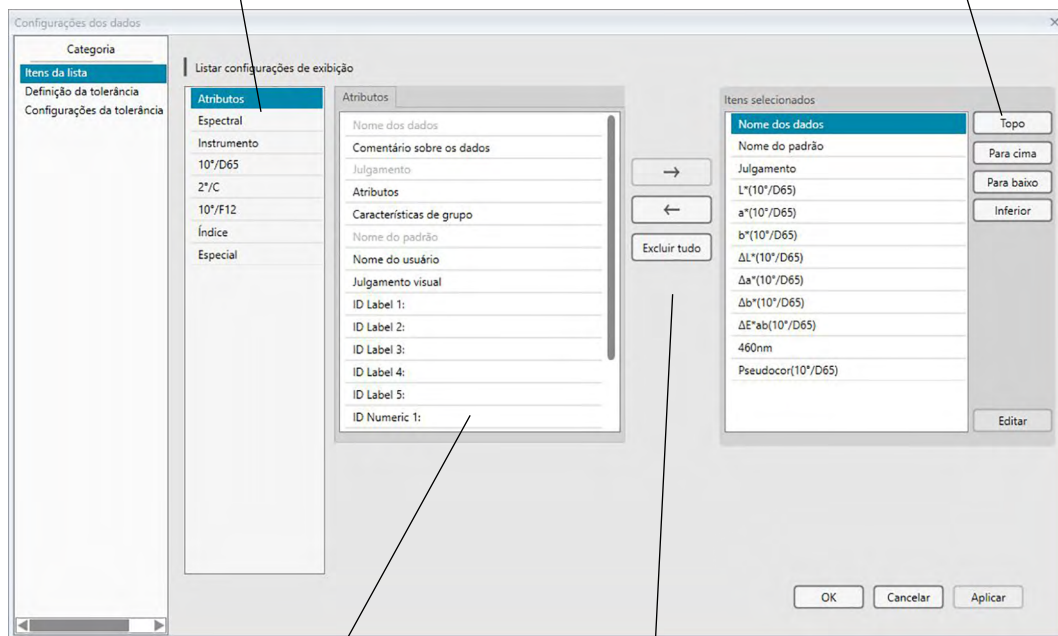 Configurações dos dados
Categoria
Itens da lista
Definição da tolerância
Configurações da tolerância
Listar configurações de exibição
Atributos
Espectral
Instrumento
10°/D65
2°/C
10°/F12
Índice
Especial
Atributos
Nome dos dados
Comentário sobre os dados
Julgamento
Atributos
Características de grupo
Nome do padrão
Nome do usuário
Julgamento visual
ID Label 1:
ID Label 2:
ID Label 3:
ID Label 4:
ID Label 5:
ID Numeric 1:
→
←
Excluir tudo
Itens selecionados
Nome dos dados
Nome do padrão
Julgamento
L*(10°/D65)
a*(10°/D65)
b*(10°/D65)
ΔL*(10°/D65)
Δa*(10°/D65)
Δb*(10°/D65)
ΔE*ab(10°/D65)
460nm
Pseudocor(10°/D65)
Topo
Para cima
Para baixo
Inferior
Editar
OK
Cancelar
Aplicar